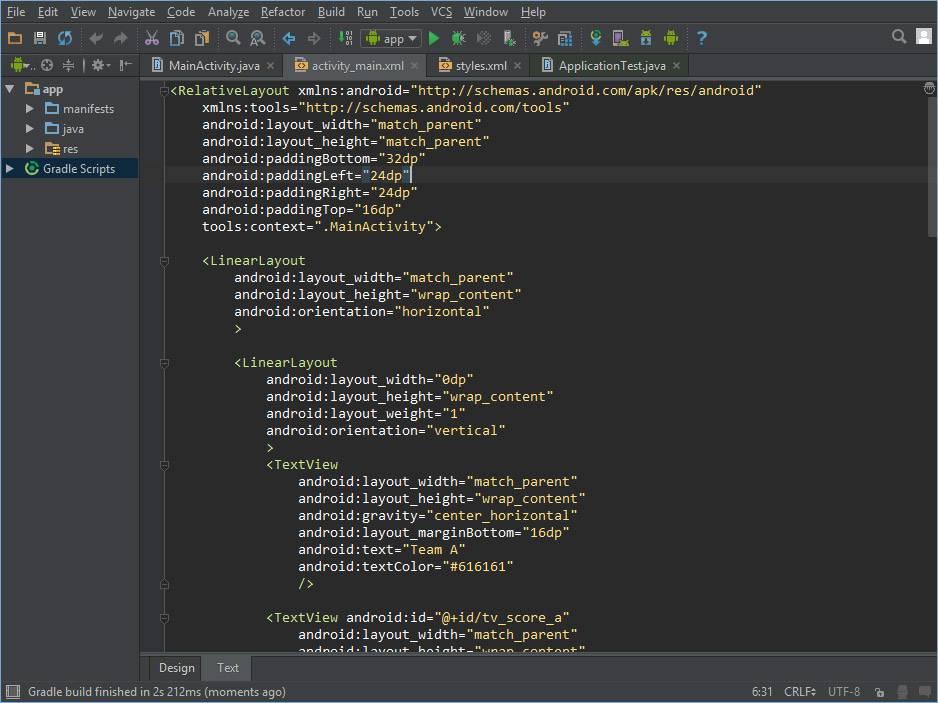 File Edit View Navigate Code Analyze Refactor Build Run Tools VCS Window Help
app
MainActivity.java activity_main.xml styles.xml ApplicationTest.java
app
manifests
java
res
Gradle Scripts
<RelativeLayout xmlns:android="http://schemas.android.com/apk/res/android"
xmlns:tools="http://schemas.android.com/tools"
android:layout_width="match_parent"
android:layout_height="match_parent"
android:paddingBottom="32dp"
android:paddingLeft="24dp"
android:paddingRight="24dp"
android:paddingTop="16dp"
tools:context=".MainActivity">
<LinearLayout
android:layout_width="match_parent"
android:layout_height="wrap_content"
android:orientation="horizontal"
>
<LinearLayout
android:layout_width="0dp"
android:layout_height="wrap_content"
android:layout_weight="1"
android:orientation="vertical"
>
<TextView
android:layout_width="match_parent"
android:layout_height="wrap_content"
android:gravity="center_horizontal"
android:layout_marginBottom="16dp"
android:text="Team A"
android:textColor="#616161"
/>
<TextView android:id="@+id/tv_score_a"
android:layout_width="match_parent"
android:layout_height="wrap_content"
Design Text
Gradle build finished in 2s 212ms (moments ago) 6:31 CRLF UTF-8